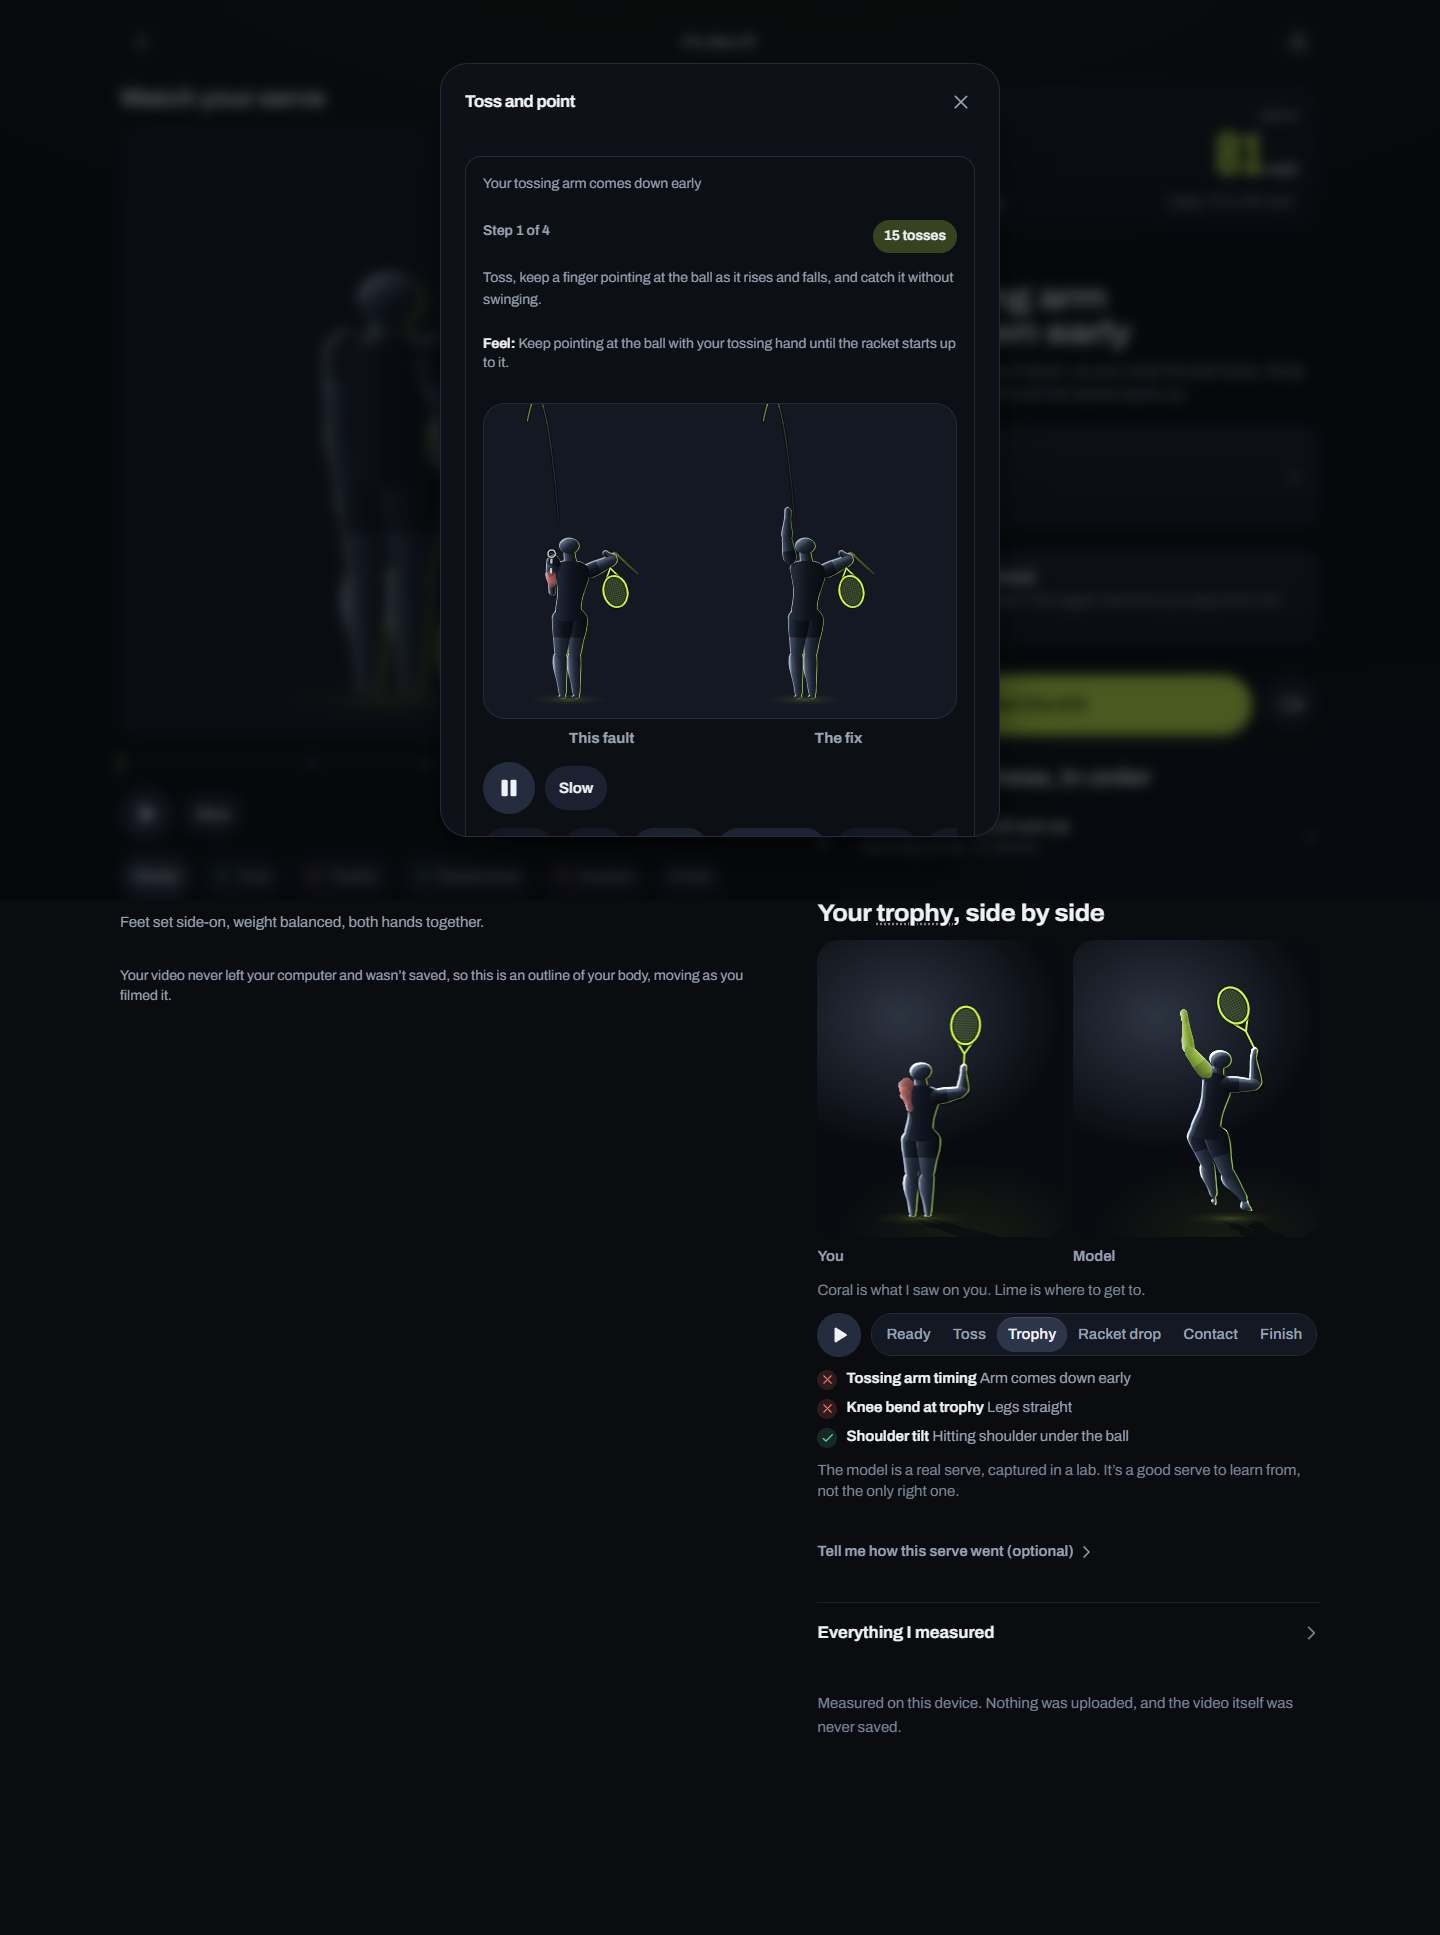 Watch your serve
Toss and point
81
Your tossing arm comes down early
Step 1 of 4
15 tosses
Toss, keep a finger pointing at the ball as it rises and falls, and catch it without
swinging.
Feel: Keep pointing at the ball with your tossing hand until the racket starts up
to it.
This fault
The fix
Slow
Feet set side-on, weight balanced, both hands together.
Your video never left your computer and wasn’t saved, so this is an outline of your body, moving as you
filmed it.
Your trophy, side by side
You
Model
Coral is what I saw on you. Lime is where to get to.
Ready Toss Trophy Racket drop Contact Finish
Tossing arm timing Arm comes down early
Knee bend at trophy Legs straight
Shoulder tilt Hitting shoulder under the ball
The model is a real serve, captured in a lab. It’s a good serve to learn from,
not the only right one.
Tell me how this serve went (optional)
Everything I measured
Measured on this device. Nothing was uploaded, and the video itself was
never saved.